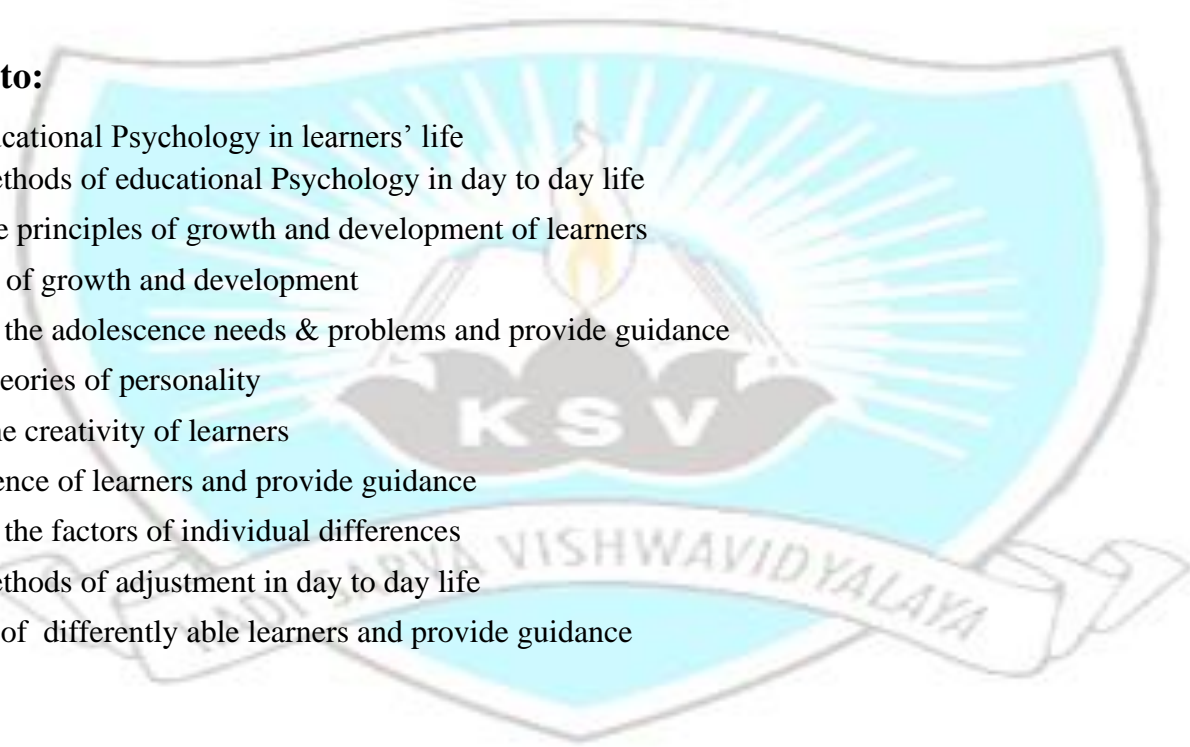 to:
cational Psychology in learners’ life
ethods of educational Psychology in day to day life
e principles of growth and development of learners
of growth and development
the adolescence needs & problems and provide guidance
eories of personality
ne creativity of learners
ence of learners and provide guidance
the factors of individual differences
ethods of adjustment in day to day life
of differently able learners and provide guidance
KSV
SARVA VISHWAVIDYALAYA